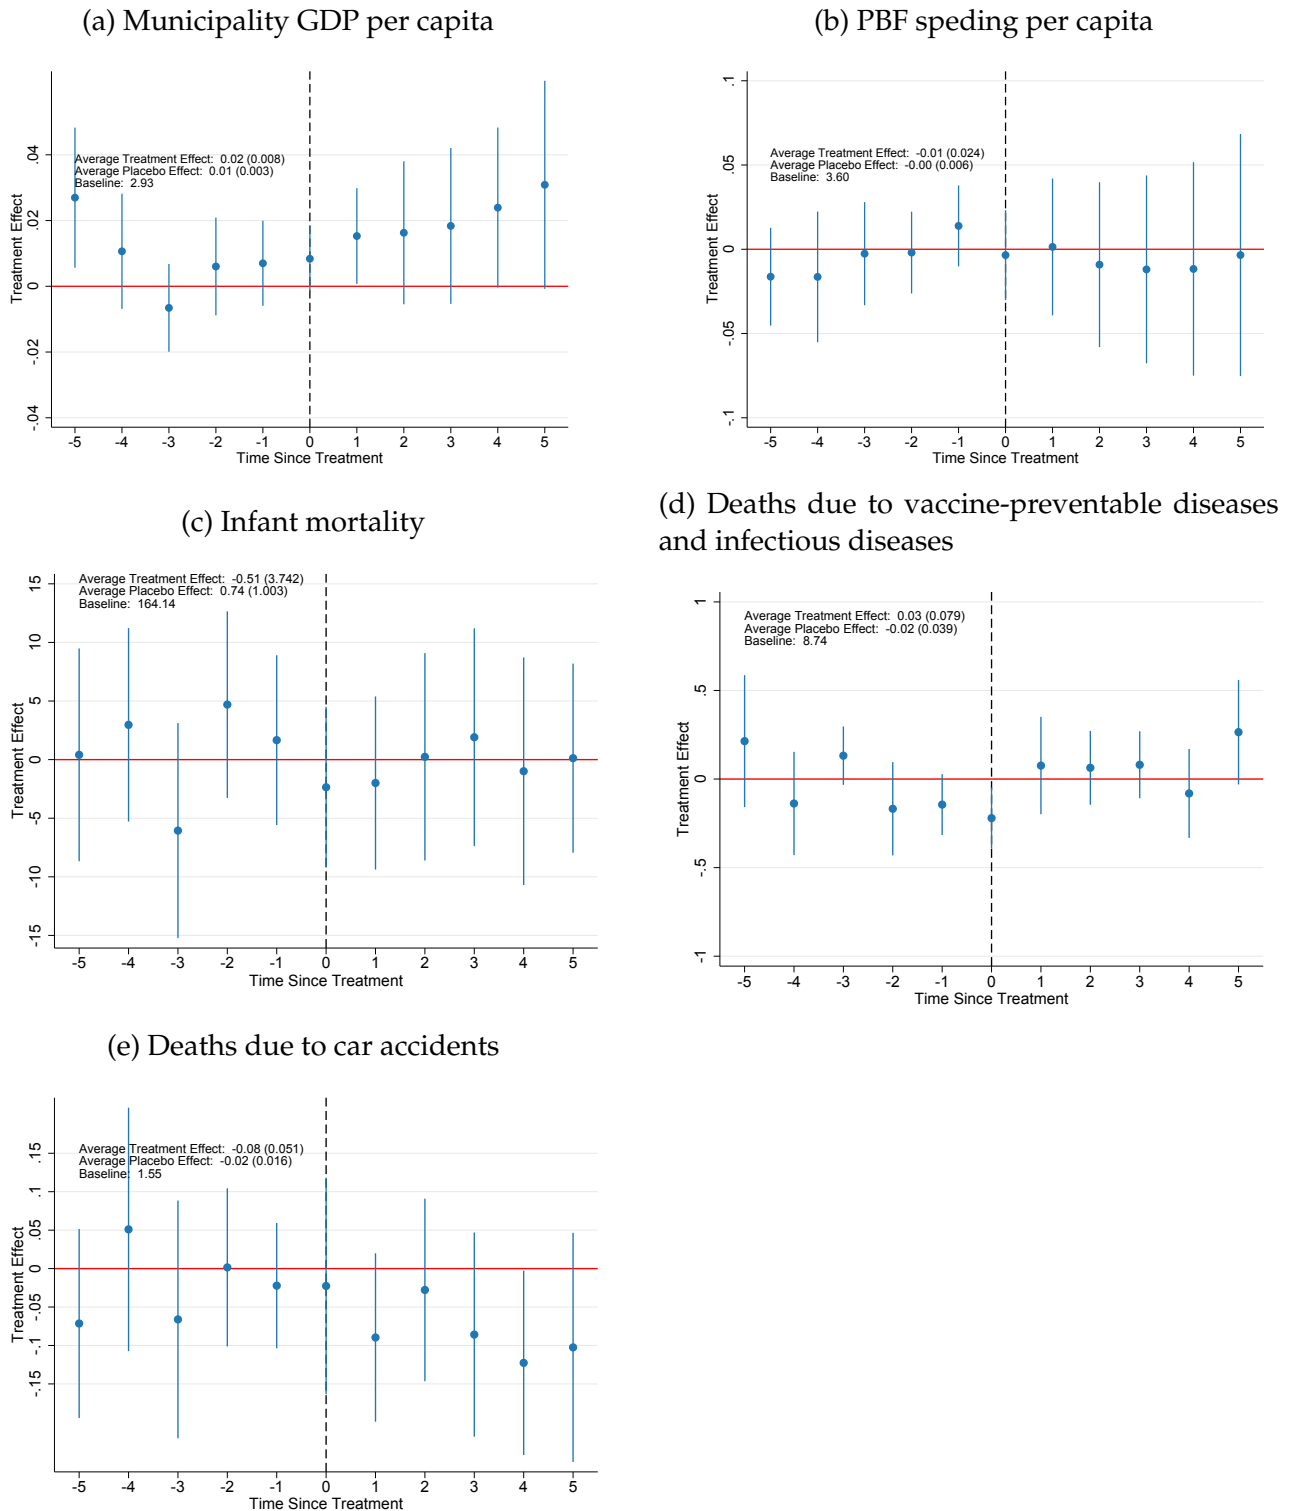 (a) Municipality GDP per capita
Average Treatment Effect: 0.02 (0.008)
Average Placebo Effect: 0.01 (0.003)
Baseline: 2.93
Treatment Effect
.04
.02
0
-.02
-.04
-5 -4 -3 -2 -1 0 1 2 3 4 5
Time Since Treatment
(b) PBF speding per capita
Average Treatment Effect: -0.01 (0.024)
Average Placebo Effect: -0.00 (0.006)
Baseline: 3.60
Treatment Effect
.1
.05
0
-.05
-.1
-5 -4 -3 -2 -1 0 1 2 3 4 5
Time Since Treatment
(c) Infant mortality
Average Treatment Effect: -0.51 (3.742)
Average Placebo Effect: 0.74 (1.003)
Baseline: 164.14
Treatment Effect
15
10
5
0
-5
-10
-15
-5 -4 -3 -2 -1 0 1 2 3 4 5
Time Since Treatment
(d) Deaths due to vaccine-preventable diseases
and infectious diseases
Average Treatment Effect: 0.03 (0.079)
Average Placebo Effect: -0.02 (0.039)
Baseline: 8.74
Treatment Effect
1
.5
0
-.5
-1
-5 -4 -3 -2 -1 0 1 2 3 4 5
Time Since Treatment
(e) Deaths due to car accidents
Average Treatment Effect: -0.08 (0.051)
Average Placebo Effect: -0.02 (0.016)
Baseline: 1.55
Treatment Effect
.15
.1
.05
0
-.05
-.1
-.15
-5 -4 -3 -2 -1 0 1 2 3 4 5
Time Since Treatment